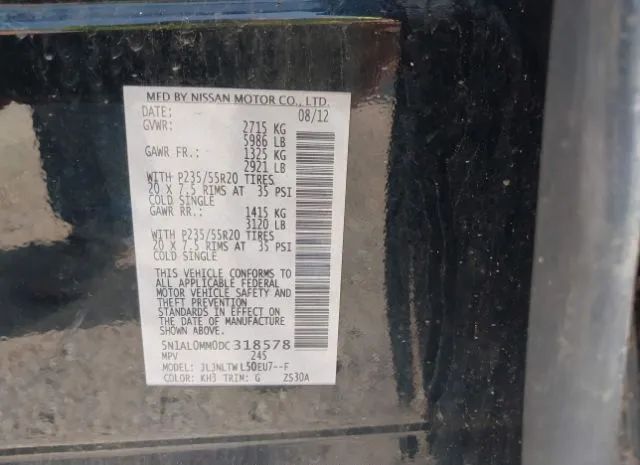 MFD BY NISSAN MOTOR CO., LTD.
DATE: 08/12
GVWR: 2715 KG
5986 LB
GAWR FR.: 1325 KG
2921 LB
WITH P235/55R20 TIRES
20 X 7.5 RIMS AT 35 PSI
COLD SINGLE
GAWR RR.: 1415 KG
3120 LB
WITH P235/55R20 TIRES
20 X 7.5 RIMS AT 35 PSI
COLD SINGLE
THIS VEHICLE CONFORMS TO
ALL APPLICABLE FEDERAL
MOTOR VEHICLE SAFETY AND
THEFT PREVENTION
STANDARDS IN EFFECT ON
THE DATE OF MANUFACTURE
SHOWN ABOVE.
5N1AL0MM0DC318578
MPV 245
MODEL: JL3NLTWL50EU7--F
COLOR: KH3 TRIM: G ZS30A